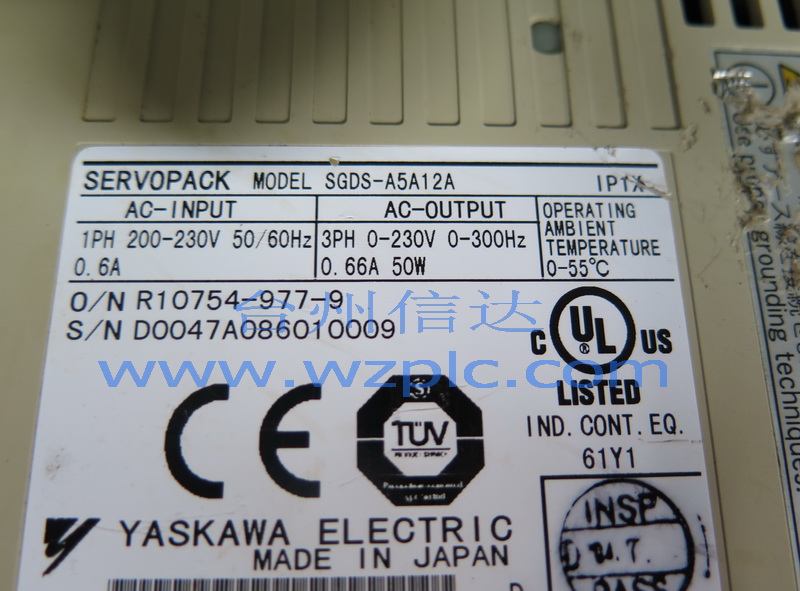 SERVOPACK MODEL SGDS-A5A12A IP1X
AC-INPUT AC-OUTPUT OPERATING AMBIENT TEMPERATURE 0-55℃
1PH 200-230V 50/60Hz 3PH 0-230V 0-300Hz
0.6A 0.66A 50W
O/N R10754-977-9
台州信达
S/N D0047A086010009
www.wzplc.com
C UL US
LISTED
IND. CONT. EQ.
61Y1
CE
TÜV
YASKAWA ELECTRIC
MADE IN JAPAN
INSP
PASS
D
Use proper grounding techniques.